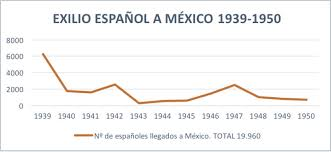 EXILIO ESPAÑOL A MÉXICO 1939-1950
8000
6000
4000
2000
0
1939 1940 1941 1942 1943 1944 1945 1946 1947 1948 1949 1950
Nº de españoles llegados a México. TOTAL 19.960